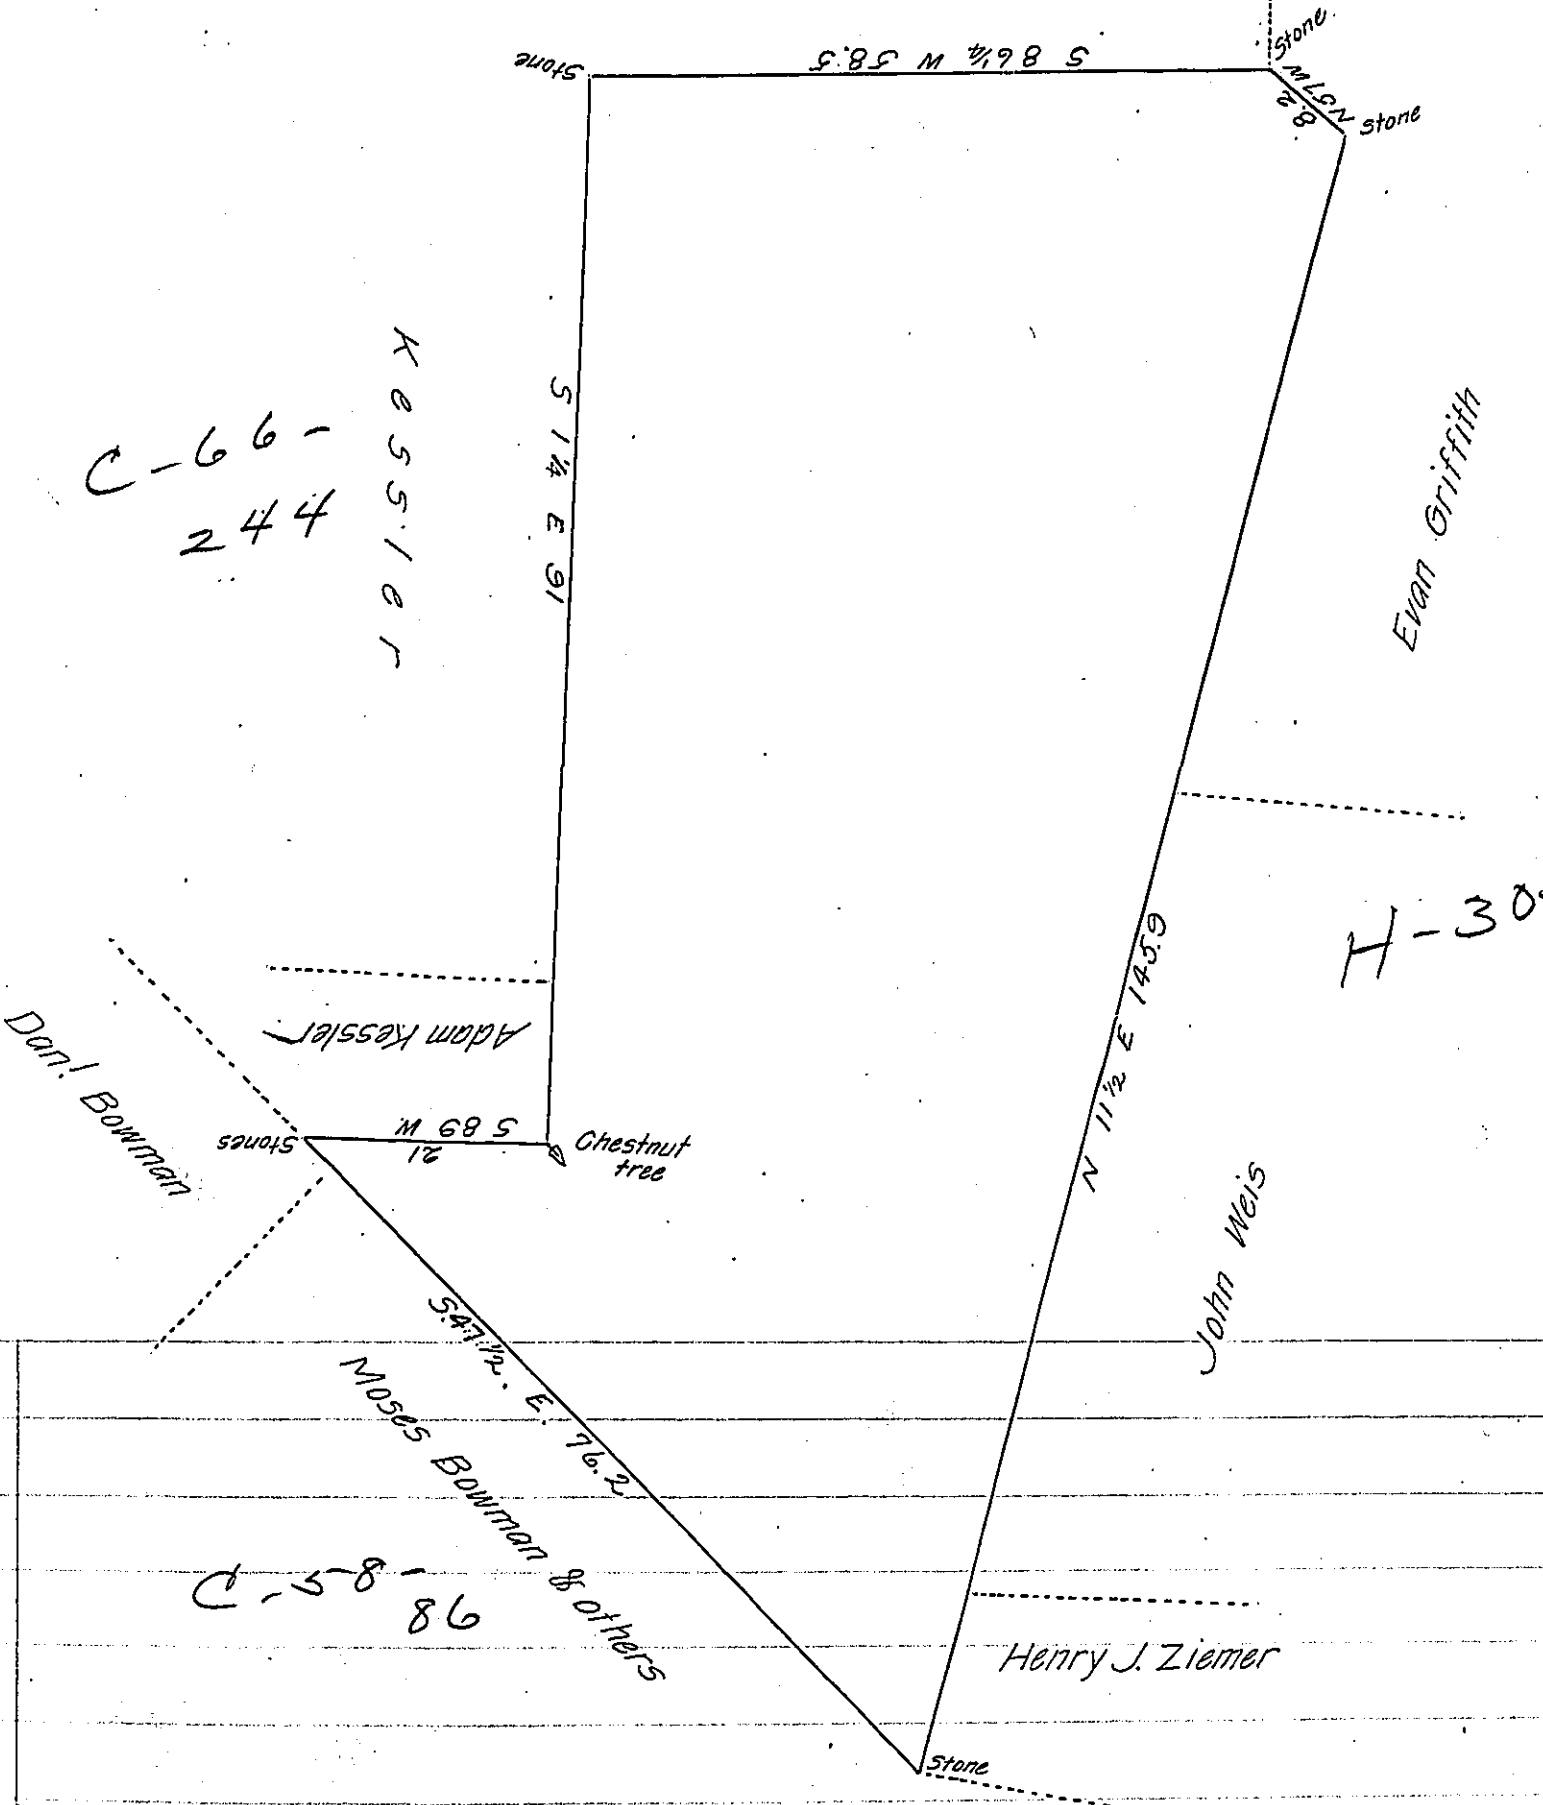 Stone
S 86¼ W 58.5
Stone.
N 57 W
8.2
Stone
Kessler
S 1¼ E 91
C-66-
244
Evan Griffith
H-30
N 11½ E 145.9
Adam Kessler
Dan! Bowman
Stones
S 89 W
21
Chestnut
tree
John Weis
S.47½. E. 76.2
Moses Bowman & others
C-58-
86
Henry J. Ziemer
Stone